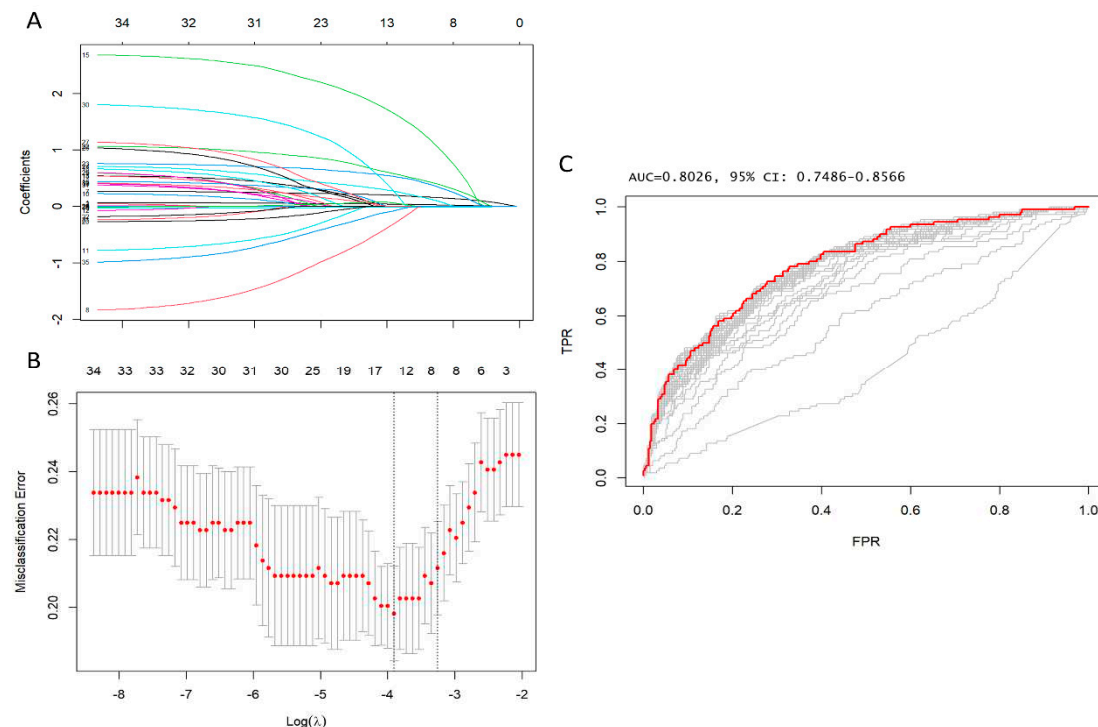 A
34 32 31 23 13 8 0
Coefficients
2
1
0
-1
-2
15
30
11
35
8
B
34 33 33 32 30 31 30 25 19 17 12 8 8 6 3
Misclassification Error
0.26
0.24
0.22
0.20
-8 -7 -6 -5 -4 -3 -2
Log(λ)
C
AUC=0.8026, 95% CI: 0.7486-0.8566
TPR
1.0
0.8
0.6
0.4
0.2
0.0
0.0 0.2 0.4 0.6 0.8 1.0
FPR